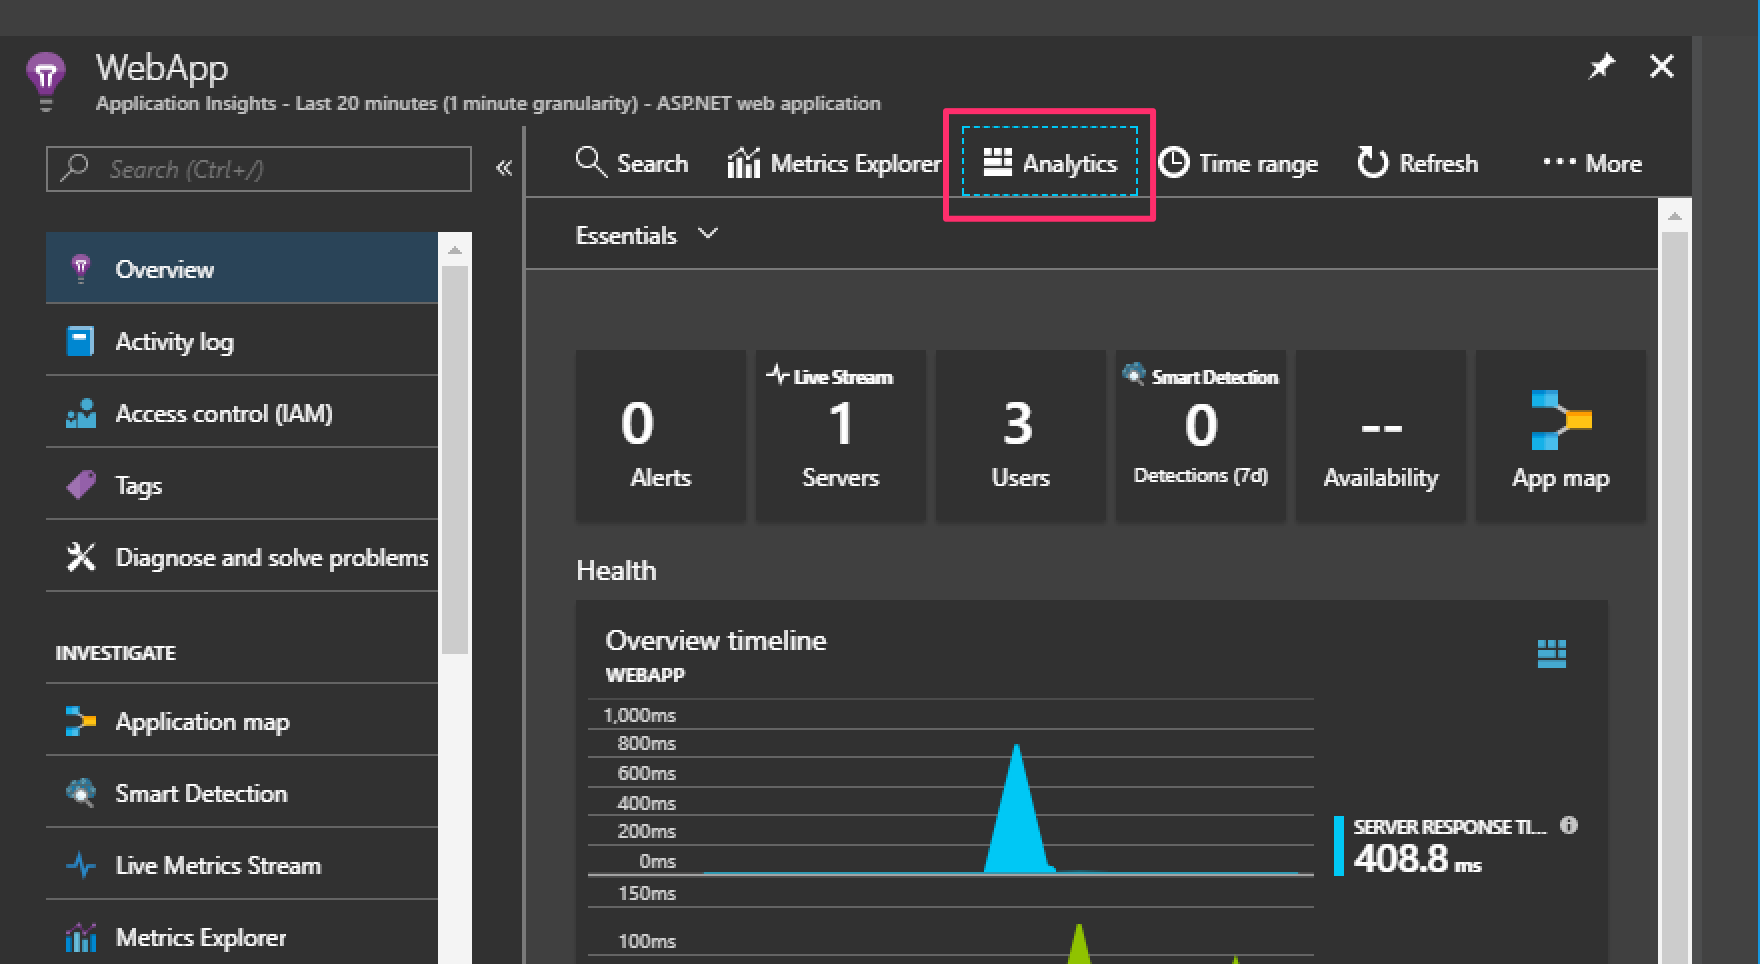 WebApp
Application Insights - Last 20 minutes (1 minute granularity) - ASP.NET web application
Search (Ctrl+/)
«
Overview
Activity log
Access control (IAM)
Tags
Diagnose and solve problems
INVESTIGATE
Application map
Smart Detection
Live Metrics Stream
Metrics Explorer
Search Metrics Explorer Analytics Time range Refresh ··· More
Essentials
0
Alerts
Live Stream
1
Servers
3
Users
Smart Detection
0
Detections (7d)
--
Availability
App map
Health
Overview timeline
WEBAPP
1,000ms
800ms
600ms
400ms
200ms
0ms
150ms
100ms
SERVER RESPONSE TI...
408.8 ms